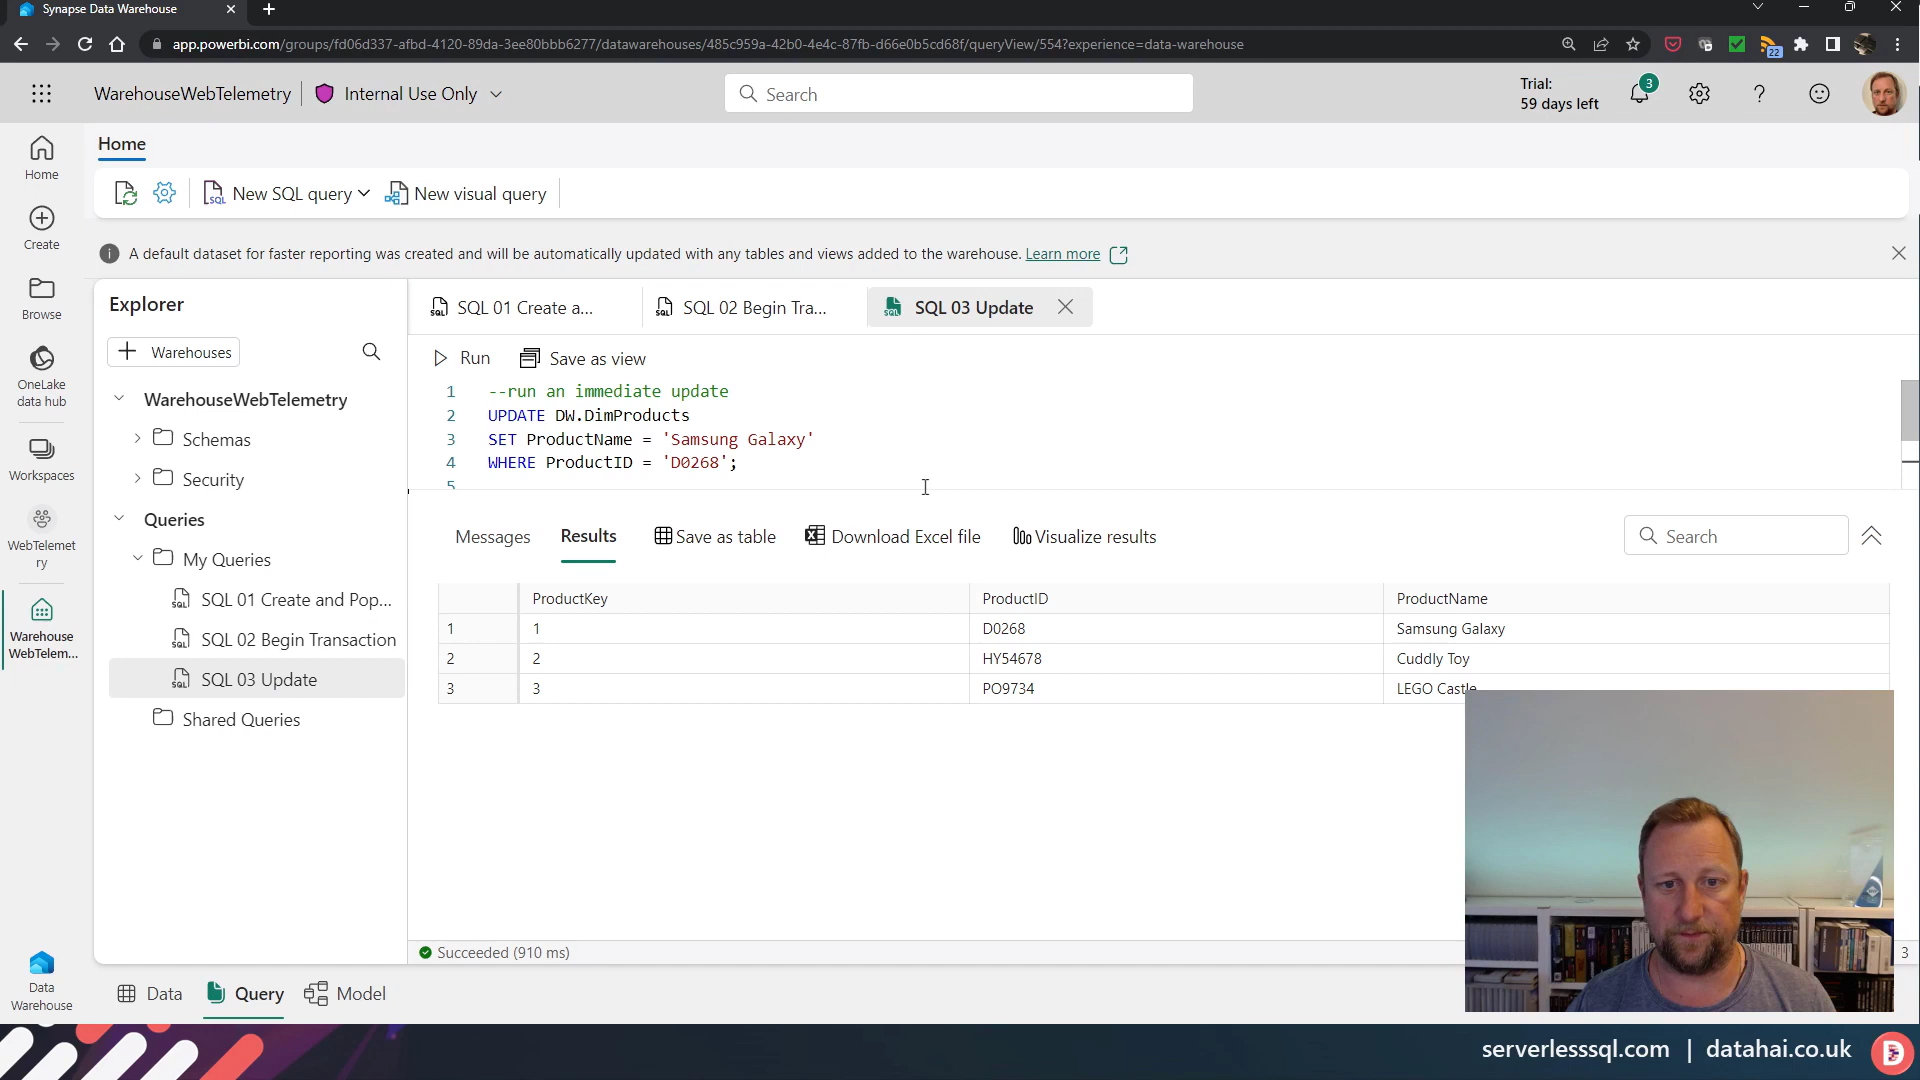 Synapse Data Warehouse
app.powerbi.com/groups/fd06d337-afbd-4120-89da-3ee80bbb6277/datawarehouses/485c959a-42b0-4e4c-87fb-d66e0b5cd68f/queryView/554?experience=data-warehouse
22
WarehouseWebTelemetry
Internal Use Only
Search
Trial:
59 days left
3
Home
Home
New SQL query
New visual query
Create
A default dataset for faster reporting was created and will be automatically updated with any tables and views added to the warehouse. Learn more
Browse
OneLake
data hub
Workspaces
WebTelemet
ry
Warehouse
WebTelem...
Data
Warehouse
Explorer
Warehouses
WarehouseWebTelemetry
Schemas
Security
Queries
My Queries
SQL 01 Create and Pop...
SQL 02 Begin Transaction
SQL 03 Update
Shared Queries
SQL 01 Create a...
SQL 02 Begin Tra...
SQL 03 Update
Run
Save as view
1 --run an immediate update
2 UPDATE DW.DimProducts
3 SET ProductName = 'Samsung Galaxy'
4 WHERE ProductID = 'D0268';
5
Messages
Results
Save as table
Download Excel file
Visualize results
Search
ProductKey ProductID ProductName
1 1 D0268 Samsung Galaxy
2 2 HY54678 Cuddly Toy
3 3 PO9734 LEGO Castle
Succeeded (910 ms)
3
Data
Query
Model
serverlesssql.com | datahai.co.uk
D